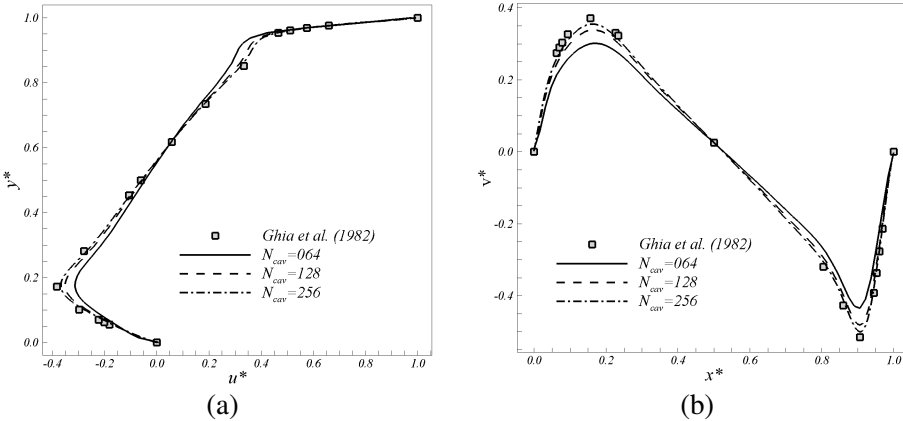 1.0
0.8
0.6
0.4
0.2
0.0
y*
-0.4 -0.2 0.0 0.2 0.4 0.6 0.8 1.0
u*
Ghia et al. (1982)
N_cav=064
N_cav=128
N_cav=256
(a)
0.4
0.2
0.0
-0.2
-0.4
v*
0.0 0.2 0.4 0.6 0.8 1.0
x*
Ghia et al. (1982)
N_cav=064
N_cav=128
N_cav=256
(b)